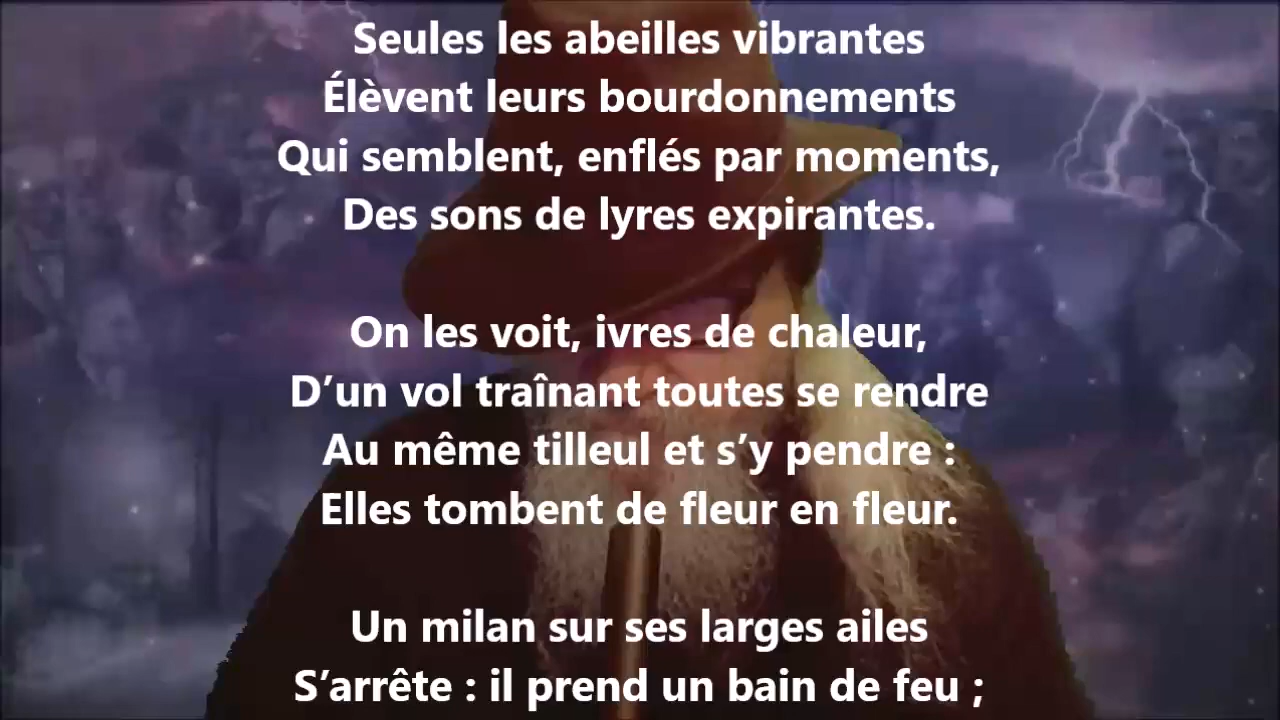 Seules les abeilles vibrantes
Élèvent leurs bourdonnements
Qui semblent, enflés par moments,
Des sons de lyres expirantes.
On les voit, ivres de chaleur,
D’un vol traînant toutes se rendre
Au même tilleul et s’y pendre :
Elles tombent de fleur en fleur.
Un milan sur ses larges ailes
S’arrête : il prend un bain de feu ;